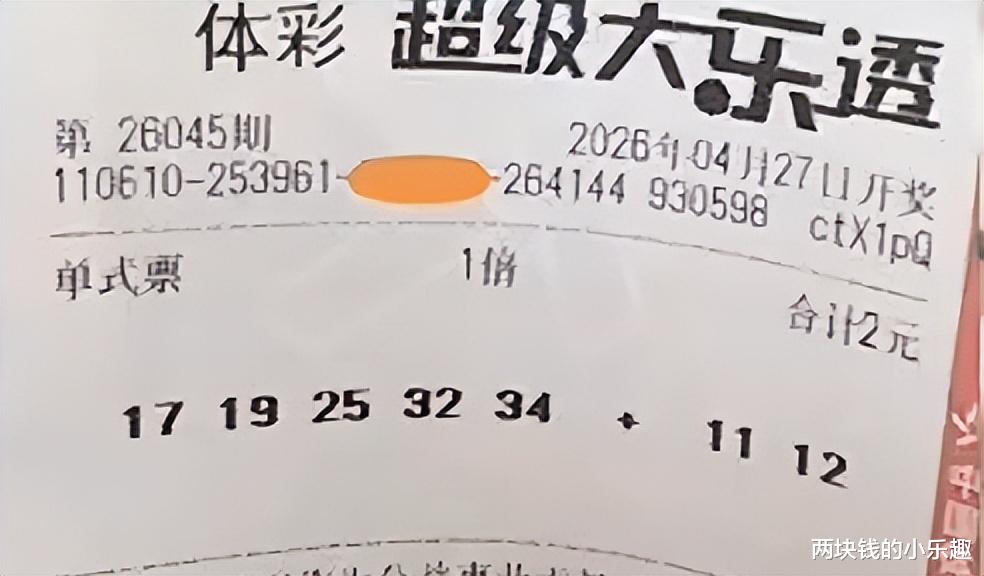 体彩 超级大乐透
第 26045期 2026年04月27日开奖
110610-253961- -264144 930598 ctX1pQ
单式票 1倍 合计2元
17 19 25 32 34 + 11 12
两块钱的小乐趣